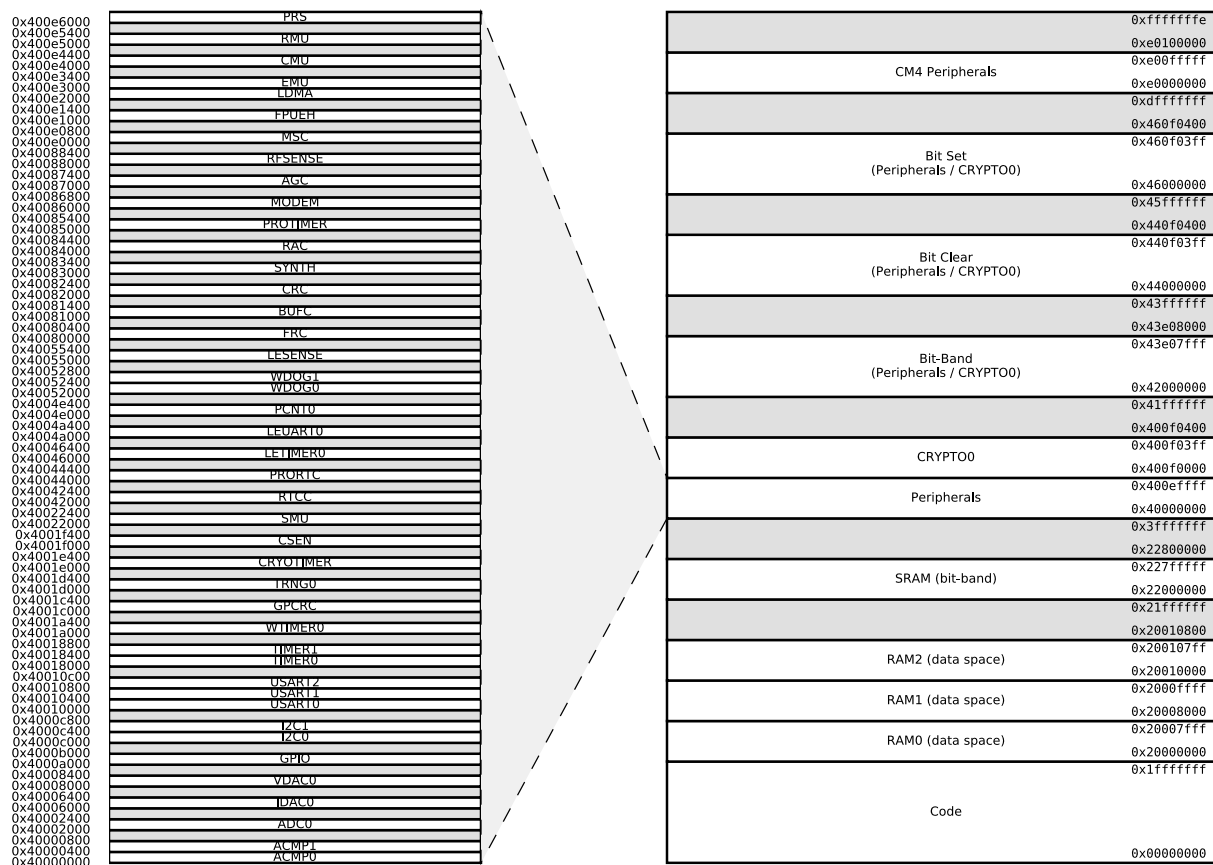 0x400e6000
0x400e5400
0x400e5000
0x400e4400
0x400e4000
0x400e3400
0x400e3000
0x400e2000
0x400e1400
0x400e1000
0x400e0800
0x400e0000
0x40088400
0x40088000
0x40087400
0x40087000
0x40086800
0x40086000
0x40085400
0x40085000
0x40084400
0x40084000
0x40083400
0x40083000
0x40082400
0x40082000
0x40081400
0x40081000
0x40080400
0x40080000
0x40055400
0x40055000
0x40052800
0x40052400
0x40052000
0x4004e400
0x4004e000
0x4004a400
0x4004a000
0x40046400
0x40046000
0x40044400
0x40044000
0x40042400
0x40042000
0x40022400
0x40022000
0x4001f400
0x4001f000
0x4001e400
0x4001e000
0x4001d400
0x4001d000
0x4001c400
0x4001c000
0x4001a400
0x4001a000
0x40018800
0x40018400
0x40018000
0x40010c00
0x40010800
0x40010400
0x40010000
0x4000c800
0x4000c400
0x4000c000
0x4000b000
0x4000a000
0x40008400
0x40008000
0x40006400
0x40006000
0x40002400
0x40002000
0x40000800
0x40000400
0x40000000
PRS
RMU
CMU
EMU
LDMA
FPUEH
MSC
RFSENSE
AGC
MODEM
PROTIMER
RAC
SYNTH
CRC
BUFC
FRC
LESENSE
WDOG1
WDOG0
PCNT0
LEUART0
LETIMER0
PRORTC
RTCC
SMU
CSEN
CRYOTIMER
TRNG0
GPCRC
WTIMER0
TIMER1
TIMER0
USART2
USART1
USART0
I2C1
I2C0
GPIO
VDAC0
IDAC0
ADC0
ACMP1
ACMP0
0xfffffffe
0xe0100000
0xe00fffff
CM4 Peripherals
0xe0000000
0xdfffffff
0x460f0400
0x460f03ff
Bit Set
(Peripherals / CRYPTO0)
0x46000000
0x45ffffff
0x440f0400
0x440f03ff
Bit Clear
(Peripherals / CRYPTO0)
0x44000000
0x43ffffff
0x43e08000
0x43e07fff
Bit-Band
(Peripherals / CRYPTO0)
0x42000000
0x41ffffff
0x400f0400
0x400f03ff
CRYPTO0
0x400f0000
0x400effff
Peripherals
0x40000000
0x3fffffff
0x22800000
0x227fffff
SRAM (bit-band)
0x22000000
0x21ffffff
0x20010800
0x200107ff
RAM2 (data space)
0x20010000
0x2000ffff
RAM1 (data space)
0x20008000
0x20007fff
RAM0 (data space)
0x20000000
0x1fffffff
Code
0x00000000